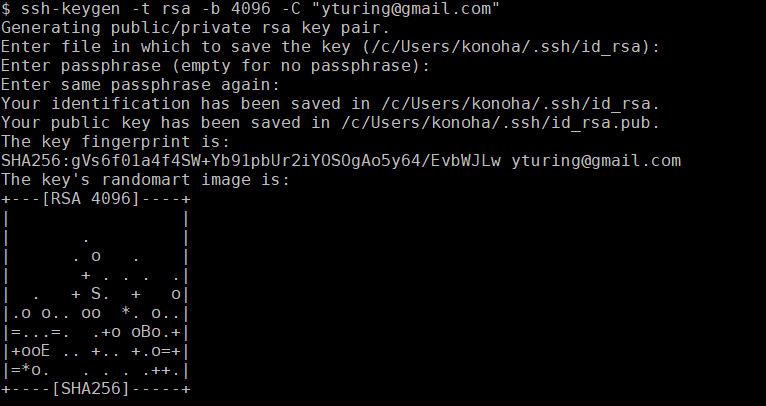 $ ssh-keygen -t rsa -b 4096 -C "yturing@gmail.com"
Generating public/private rsa key pair.
Enter file in which to save the key (/c/Users/konoha/.ssh/id_rsa):
Enter passphrase (empty for no passphrase):
Enter same passphrase again:
Your identification has been saved in /c/Users/konoha/.ssh/id_rsa.
Your public key has been saved in /c/Users/konoha/.ssh/id_rsa.pub.
The key fingerprint is:
SHA256:gVs6f01a4f4SW+Yb91pbUr2iYOSOgAo5y64/EvbWJLw yturing@gmail.com
The key's randomart image is:
+---[RSA 4096]----+
|                 |
|       .         |
|      . o   .    |
|       + . . .  .|
|  .   + S.  +   o|
|.o o.. oo  *. o..|
|=...=.  .+o oBo.+|
|+ooE .. +.. +.o=+|
|=*o.   . . . .++.|
+----[SHA256]-----+